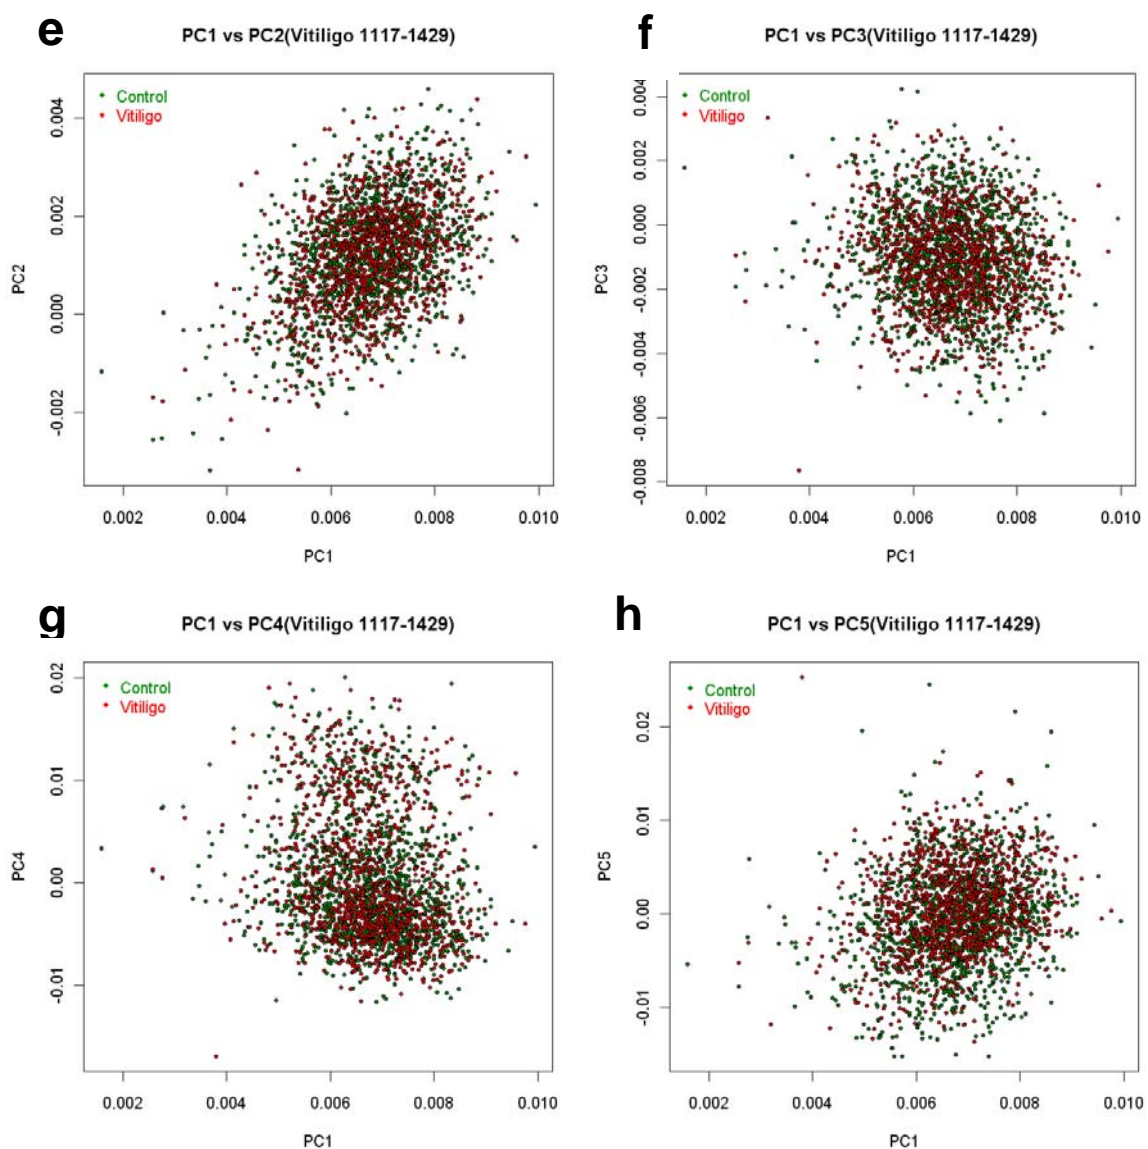 e
PC1 vs PC2(Vitiligo 1117-1429)
Control
Vitiligo
0.004
0.002
0.000
-0.002
PC2
0.002
0.004
0.006
0.008
0.010
PC1
f
PC1 vs PC3(Vitiligo 1117-1429)
Control
Vitiligo
0.004
0.002
0.000
-0.002
-0.004
-0.006
-0.008
PC3
0.002
0.004
0.006
0.008
0.010
PC1
g
PC1 vs PC4(Vitiligo 1117-1429)
Control
Vitiligo
0.02
0.01
0.00
-0.01
PC4
0.002
0.004
0.006
0.008
0.010
PC1
h
PC1 vs PC5(Vitiligo 1117-1429)
Control
Vitiligo
0.02
0.01
0.00
-0.01
PC5
0.002
0.004
0.006
0.008
0.010
PC1